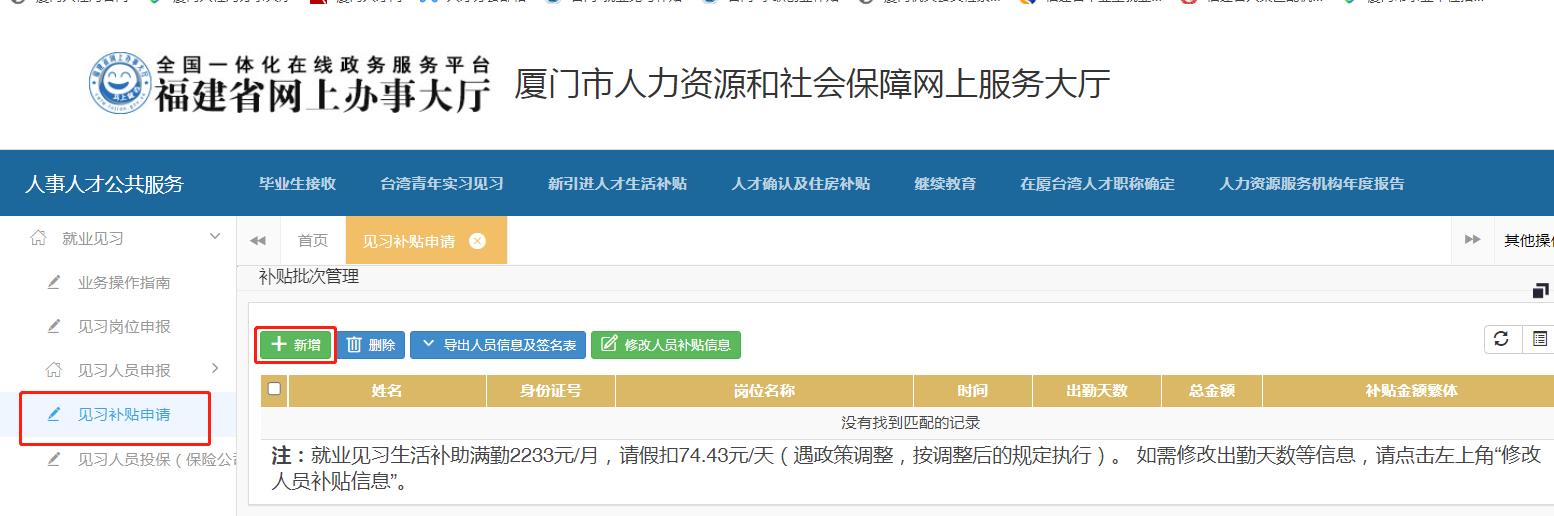 全国一体化在线政务服务平台
福建省网上办事大厅
厦门市人力资源和社会保障网上服务大厅
人事人才公共服务
毕业生接收 台湾青年实习见习 新引进人才生活补贴 人才确认及住房补贴 继续教育 在厦台湾人才职称确定 人力资源服务机构年度报告
就业见习
业务操作指南
见习岗位申报
见习人员申报
见习补贴申请
见习人员投保（保险公司
首页 见习补贴申请 其他操作
补贴批次管理
新增 删除 导出人员信息及签名表 修改人员补贴信息
姓名 身份证号 岗位名称 时间 出勤天数 总金额 补贴金额繁体
没有找到匹配的记录
注：就业见习生活补助满勤2233元/月，请假扣74.43元/天（遇政策调整，按调整后的规定执行）。 如需修改出勤天数等信息，请点击左上角“修改
人员补贴信息”。